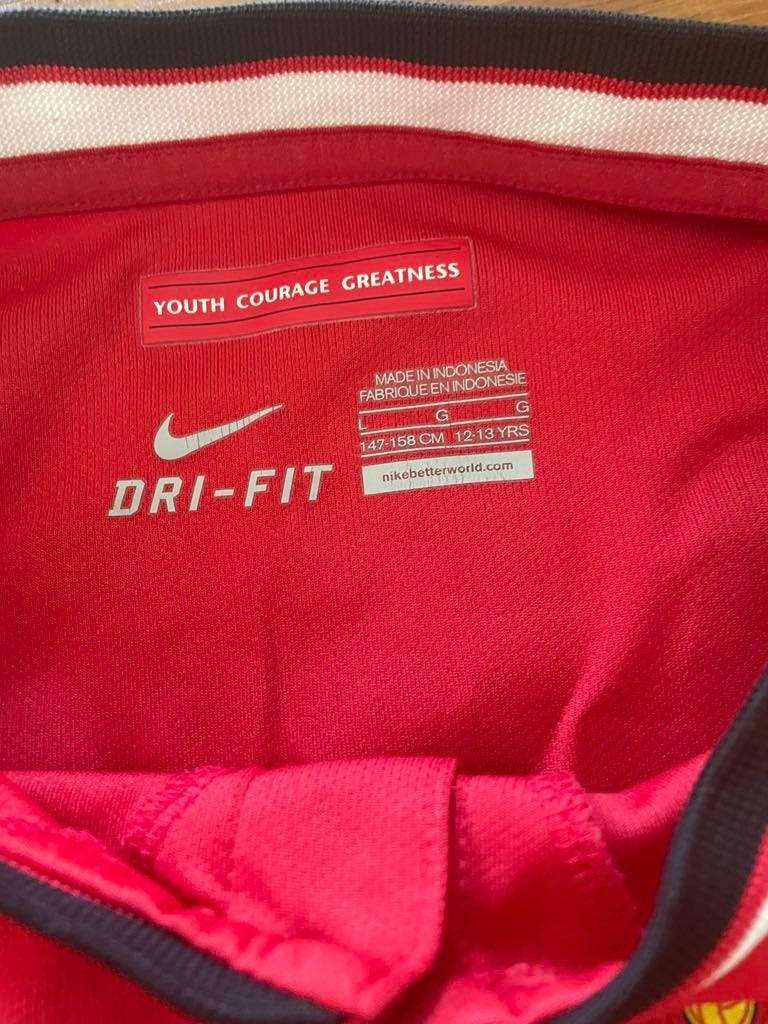 YOUTH COURAGE GREATNESS
MADE IN INDONESIA
FABRIQUE EN INDONESIE
L G G
147-158 CM 12-13 YRS
nikebetterworld.com
DRI-FIT